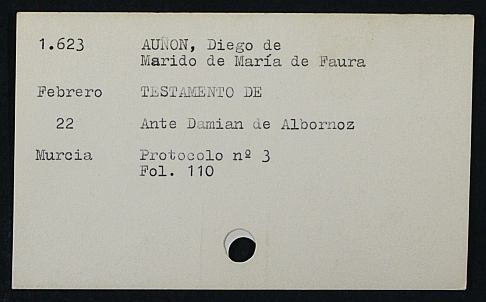 1.623 AUÑON, Diego de
Marido de María de Faura
Febrero TESTAMENTO DE
22 Ante Damian de Albornoz
Murcia Protocolo nº 3
Fol. 110